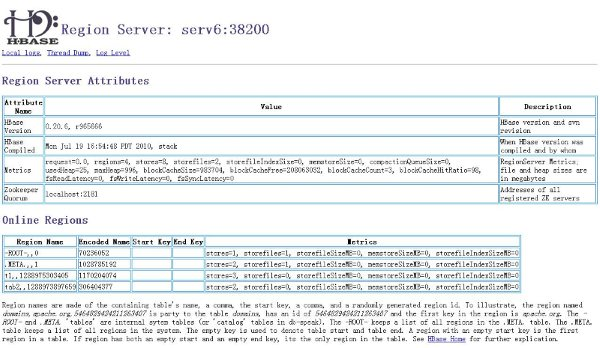 HBASE
Region Server: serv6:38200
Local logs, Thread Dump, Log Level
Region Server Attributes
Attribute Name Value Description
HBase Version 0.20.6, r965666 HBase version and svn revision
HBase Compiled Mon Jul 19 16:54:48 PDT 2010, stack When HBase version was compiled and by whom
Metrics request=0.0, regions=4, stores=8, storefiles=2, storefileIndexSize=0, memstoreSize=0, compactionQueueSize=0,
usedHeap=25, maxHeap=996, blockCacheSize=983704, blockCacheFree=208063032, blockCacheCount=3, blockCacheHitRatio=98,
fsReadLatency=0, fsWriteLatency=0, fsSyncLatency=0
RegionServer Metrics; file and heap sizes are in megabytes
Zookeeper Quorum localhost:2181 Addresses of all registered ZK servers
Online Regions
Region Name Encoded Name Start Key End Key Metrics
-ROOT-,,0 70236052 stores=1, storefiles=1, storefileSizeMB=0, memstoreSizeMB=0, storefileIndexSizeMB=0
.META.,,1 1028785192 stores=2, storefiles=1, storefileSizeMB=0, memstoreSizeMB=0, storefileIndexSizeMB=0
t1,,1288975303405 1170204074 stores=3, storefiles=0, storefileSizeMB=0, memstoreSizeMB=0, storefileIndexSizeMB=0
tab2,,1288973897659 306404377 stores=2, storefiles=0, storefileSizeMB=0, memstoreSizeMB=0, storefileIndexSizeMB=0
Region names are made of the containing table's name, a comma, the start key, a comma, and a randomly generated region id. To illustrate, the region named
domains,apache.org,5464829424211263407 is party to the table domains, has an id of 5464829424211263407 and the first key in the region is apache.org. The -
ROOT- and .META. 'tables' are internal sytem tables (or 'catalog' tables in db-speak). The -ROOT- keeps a list of all regions in the .META. table. The .META.
table keeps a list of all regions in the system. The empty key is used to denote table start and table end. A region with an empty start key is the first
region in a table. If region has both an empty start and an empty end key, its the only region in the table. See HBase Home for further explication.